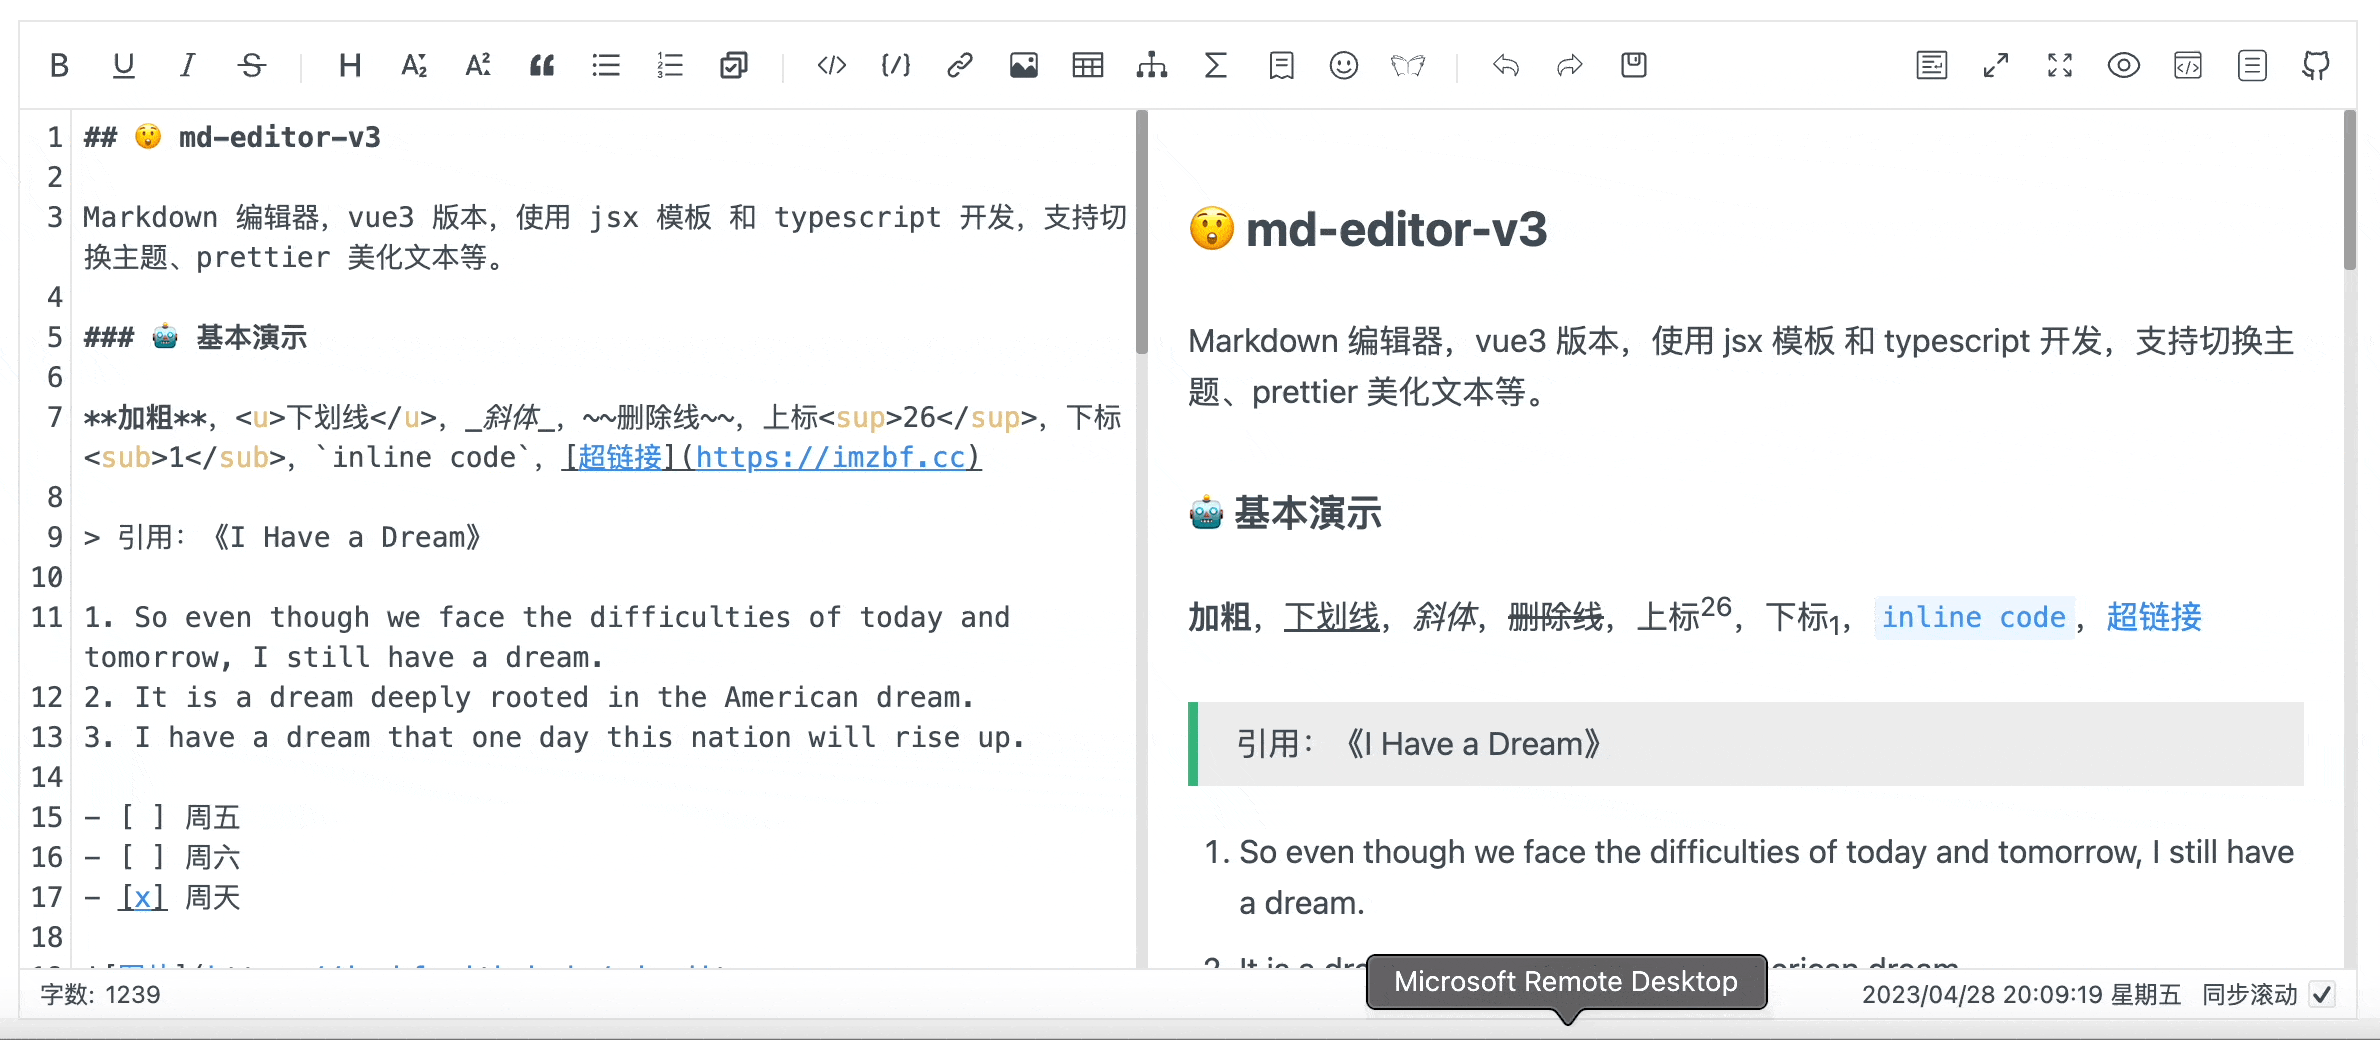 B U I S H A2 A2
1 ## 😲 md-editor-v3
2
3 Markdown 编辑器，vue3 版本，使用 jsx 模板 和 typescript 开发，支持切
换主题、prettier 美化文本等。
4
5 ### 🤖 基本演示
6
7 **加粗**，<u>下划线</u>，_斜体_，~~删除线~~，上标<sup>26</sup>，下标
<sub>1</sub>，`inline code`，[超链接](https://imzbf.cc)
8
9 > 引用：《I Have a Dream》
10
11 1. So even though we face the difficulties of today and
tomorrow, I still have a dream.
12 2. It is a dream deeply rooted in the American dream.
13 3. I have a dream that one day this nation will rise up.
14
15 - [ ] 周五
16 - [ ] 周六
17 - [x] 周天
18
😲 md-editor-v3
Markdown 编辑器，vue3 版本，使用 jsx 模板 和 typescript 开发，支持切换主
题、prettier 美化文本等。
🤖 基本演示
加粗，下划线，斜体，删除线，上标26，下标1，inline code，超链接
引用：《I Have a Dream》
1. So even though we face the difficulties of today and tomorrow, I still have
a dream.
2. It is a
dream
Microsoft Remote Desktop
字数: 1239
2023/04/28 20:09:19 星期五 同步滚动